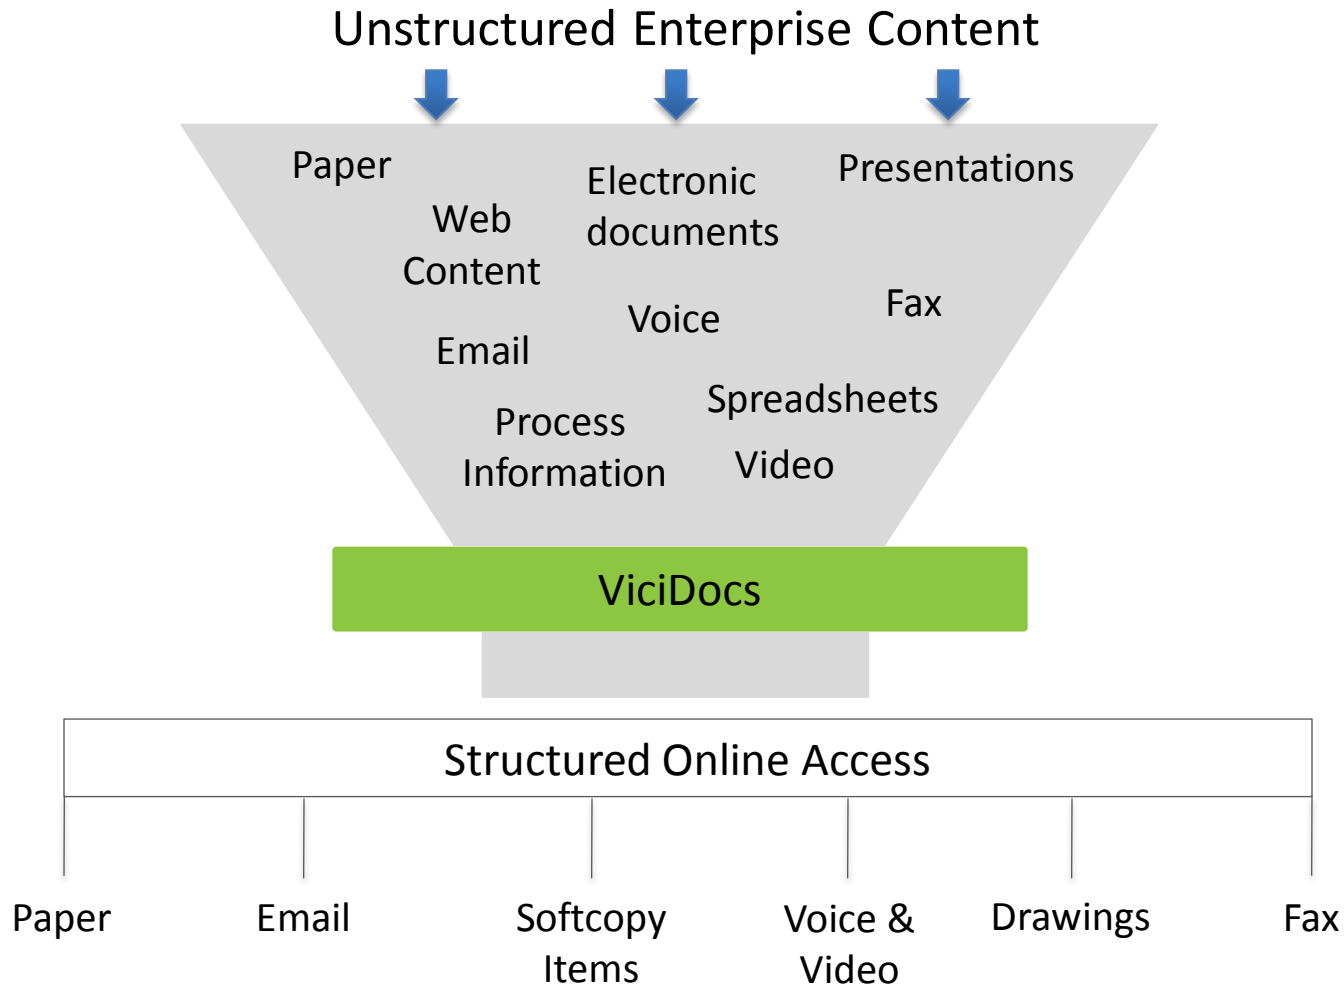 Unstructured Enterprise Content
Paper
Electronic
documents
Presentations
Web
Content
Voice
Fax
Email
Spreadsheets
Process
Information
Video
ViciDocs
Structured Online Access
Paper
Email
Softcopy
Items
Voice &
Video
Drawings
Fax